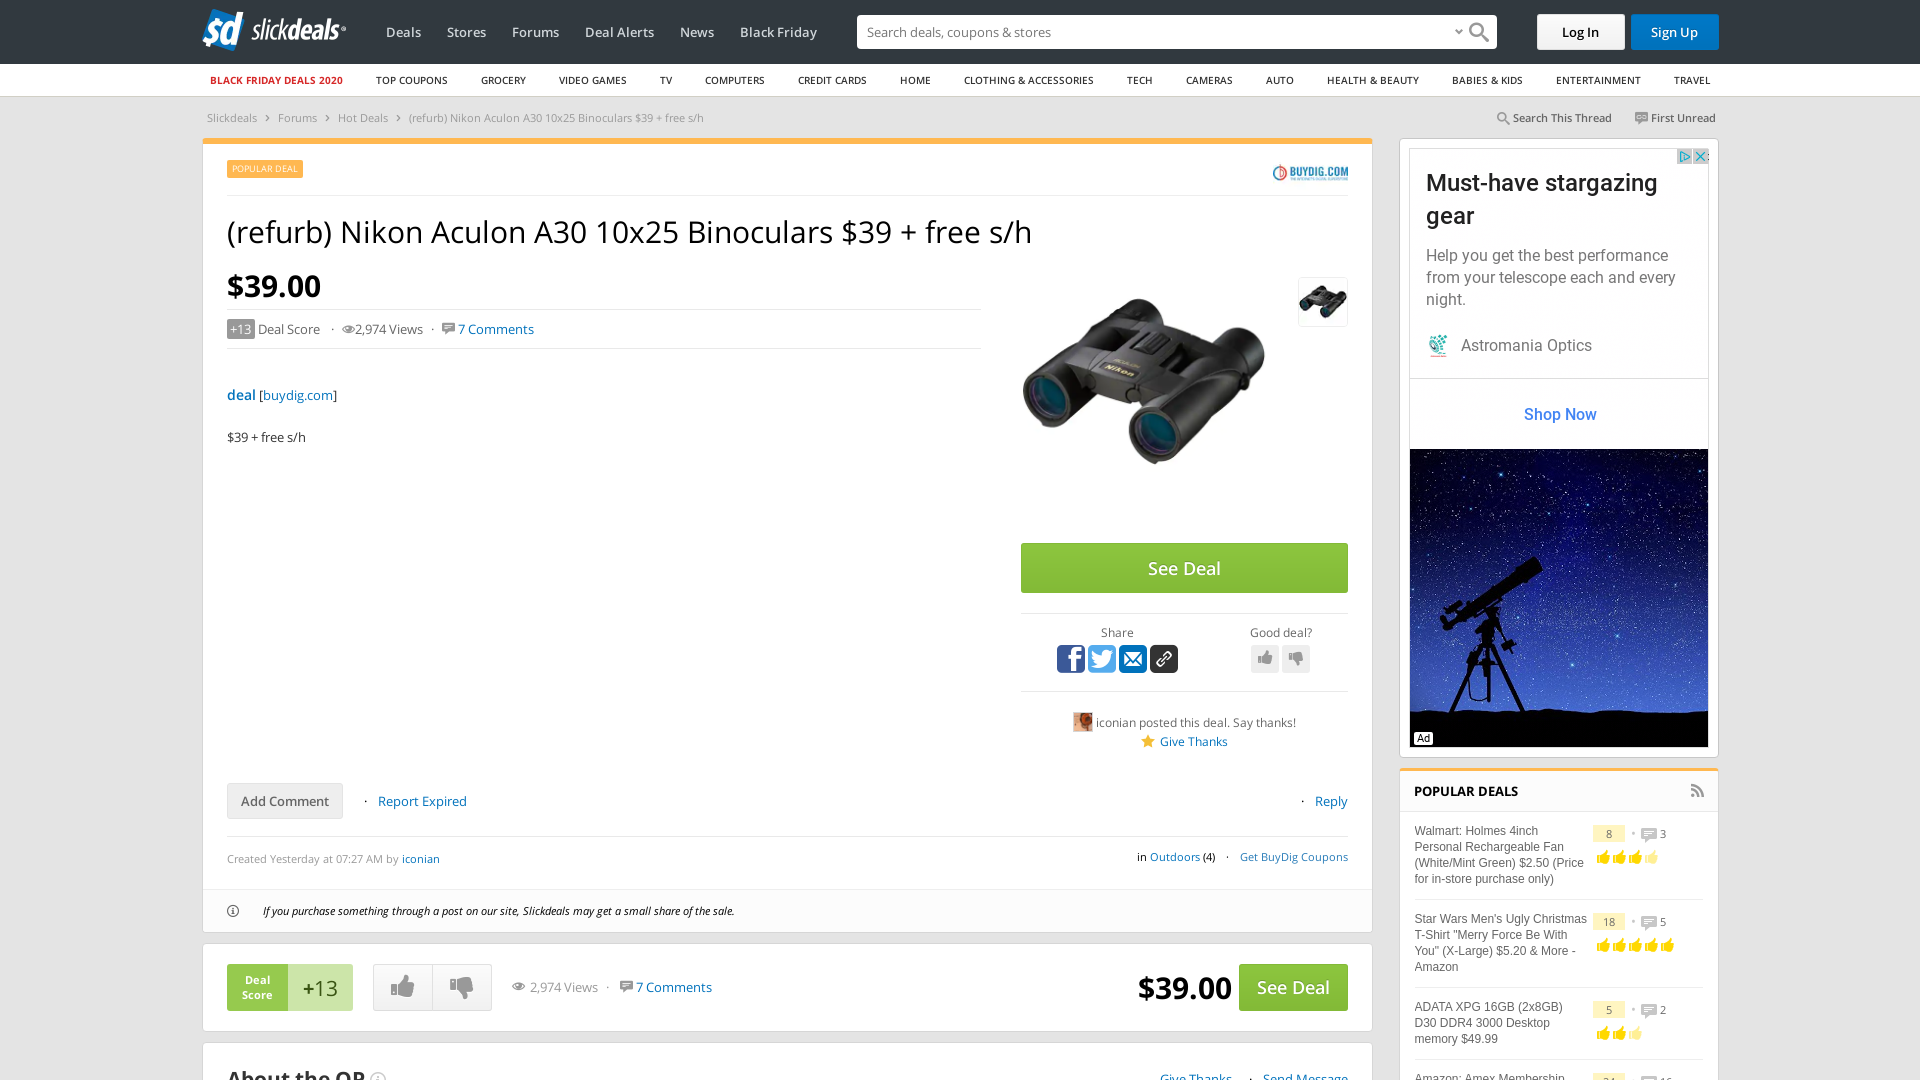 sd slickdeals
Deals
Stores
Forums
Deal Alerts
News
Black Friday
Search deals, coupons & stores
Log In
Sign Up
BLACK FRIDAY DEALS 2020
TOP COUPONS
GROCERY
VIDEO GAMES
TV
COMPUTERS
CREDIT CARDS
HOME
CLOTHING & ACCESSORIES
TECH
CAMERAS
AUTO
HEALTH & BEAUTY
BABIES & KIDS
ENTERTAINMENT
TRAVEL
Slickdeals > Forums > Hot Deals > (refurb) Nikon Aculon A30 10x25 Binoculars $39 + free s/h
Search This Thread
First Unread
POPULAR DEAL
BUYDIG.COM
(refurb) Nikon Aculon A30 10x25 Binoculars $39 + free s/h
$39.00
+13 Deal Score · 2,974 Views · 7 Comments
deal [buydig.com]
$39 + free s/h
Nikon
See Deal
Share
Good deal?
iconian posted this deal. Say thanks!
Give Thanks
Add Comment
· Report Expired
· Reply
Created Yesterday at 07:27 AM by iconian
in Outdoors (4) · Get BuyDig Coupons
If you purchase something through a post on our site, Slickdeals may get a small share of the sale.
Deal
Score
+13
2,974 Views · 7 Comments
$39.00
See Deal
About the OP
Give Thanks · Send Message
Must-have stargazing
gear
Help you get the best performance
from your telescope each and every
night.
Astromania Optics
Shop Now
Ad
POPULAR DEALS
Walmart: Holmes 4inch
Personal Rechargeable Fan
(White/Mint Green) $2.50 (Price
for in-store purchase only)
8 · 3
Star Wars Men's Ugly Christmas
T-Shirt "Merry Force Be With
You" (X-Large) $5.20 & More -
Amazon
18 · 5
ADATA XPG 16GB (2x8GB)
D30 DDR4 3000 Desktop
memory $49.99
5 · 2
Amazon: Amex Membership